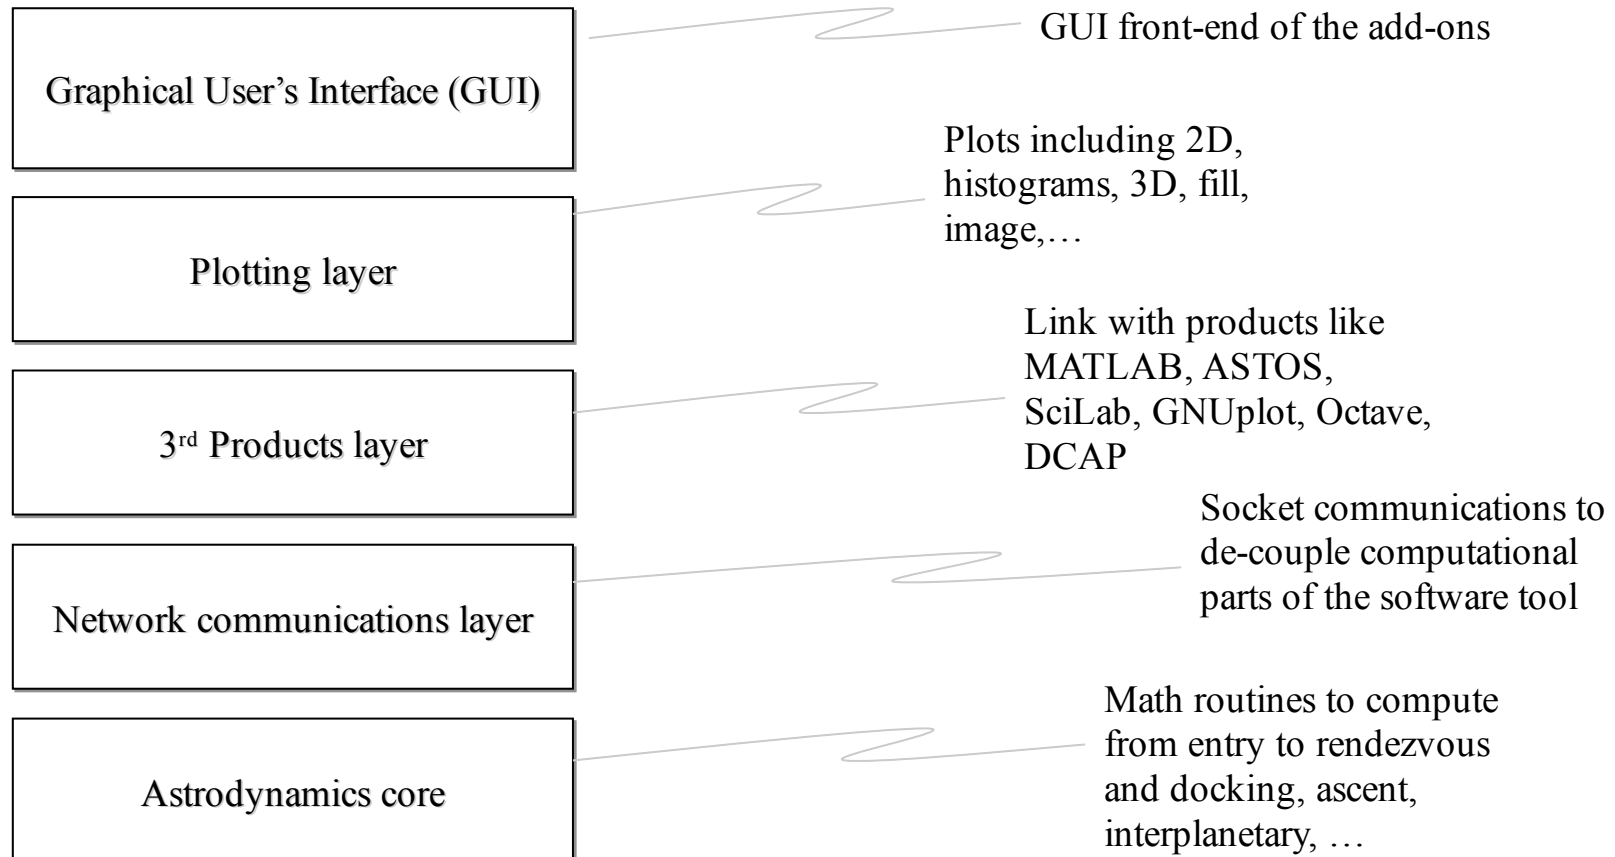 Graphical User’s Interface (GUI)
GUI front-end of the add-ons
Plotting layer
Plots including 2D,
histograms, 3D, fill,
image,…
3rd Products layer
Link with products like
MATLAB, ASTOS,
SciLab, GNUplot, Octave,
DCAP
Network communications layer
Socket communications to
de-couple computational
parts of the software tool
Astrodynamics core
Math routines to compute
from entry to rendezvous
and docking, ascent,
interplanetary, …